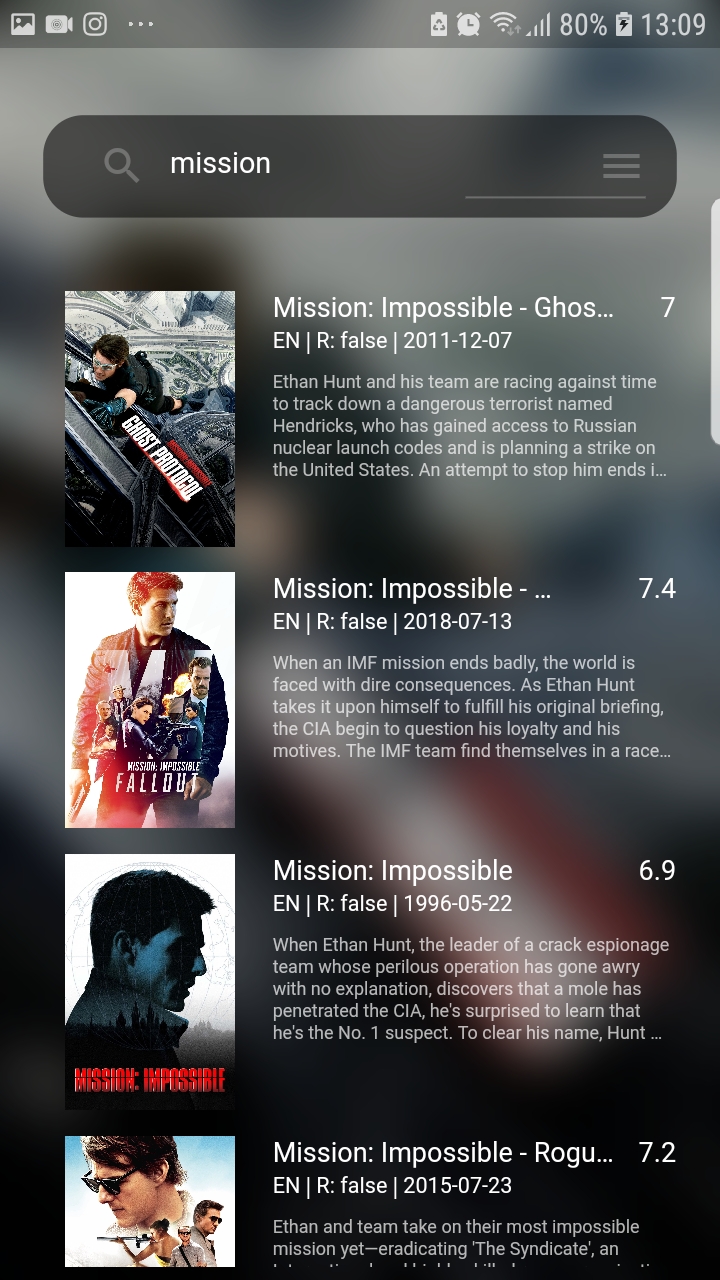 80% 13:09
mission
Mission: Impossible - Ghos... 7
EN | R: false | 2011-12-07
Ethan Hunt and his team are racing against time
to track down a dangerous terrorist named
Hendricks, who has gained access to Russian
nuclear launch codes and is planning a strike on
the United States. An attempt to stop him ends i...
GHOST PROTOCOL
Mission: Impossible - ... 7.4
EN | R: false | 2018-07-13
When an IMF mission ends badly, the world is
faced with dire consequences. As Ethan Hunt
takes it upon himself to fulfill his original briefing,
the CIA begin to question his loyalty and his
motives. The IMF team find themselves in a race...
MISSION: IMPOSSIBLE
FALLOUT
Mission: Impossible 6.9
EN | R: false | 1996-05-22
When Ethan Hunt, the leader of a crack espionage
team whose perilous operation has gone awry
with no explanation, discovers that a mole has
penetrated the CIA, he's surprised to learn that
he's the No. 1 suspect. To clear his name, Hunt ...
MISSION: IMPOSSIBLE
Mission: Impossible - Rogu... 7.2
EN | R: false | 2015-07-23
Ethan and team take on their most impossible
mission yet—eradicating 'The Syndicate', an